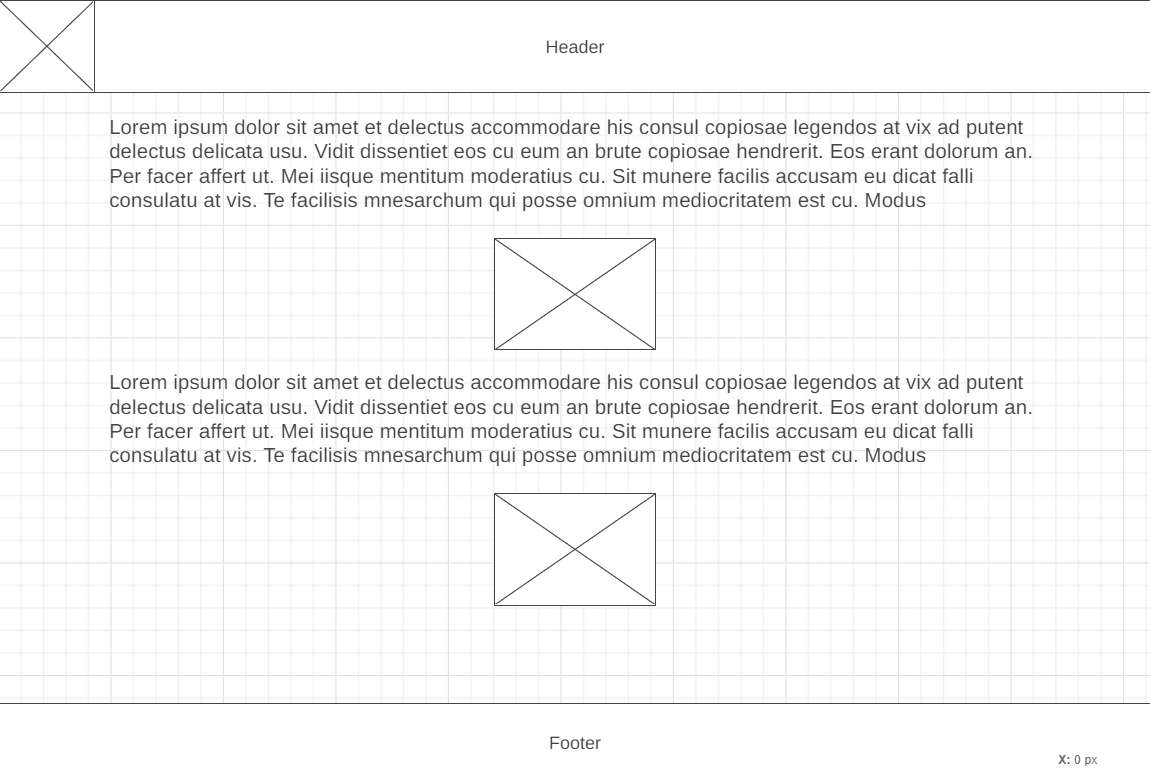 Header
Lorem ipsum dolor sit amet et delectus accommodare his consul copiosae legendos at vix ad putent
delectus delicata usu. Vidit dissentiet eos cu eum an brute copiosae hendrerit. Eos erant dolorum an.
Per facer affert ut. Mei iisque mentitum moderatius cu. Sit munere facilis accusam eu dicat falli
consulatu at vis. Te facilisis mnesarchum qui posse omnium mediocritatem est cu. Modus
Lorem ipsum dolor sit amet et delectus accommodare his consul copiosae legendos at vix ad putent
delectus delicata usu. Vidit dissentiet eos cu eum an brute copiosae hendrerit. Eos erant dolorum an.
Per facer affert ut. Mei iisque mentitum moderatius cu. Sit munere facilis accusam eu dicat falli
consulatu at vis. Te facilisis mnesarchum qui posse omnium mediocritatem est cu. Modus
Footer
X: 0 px